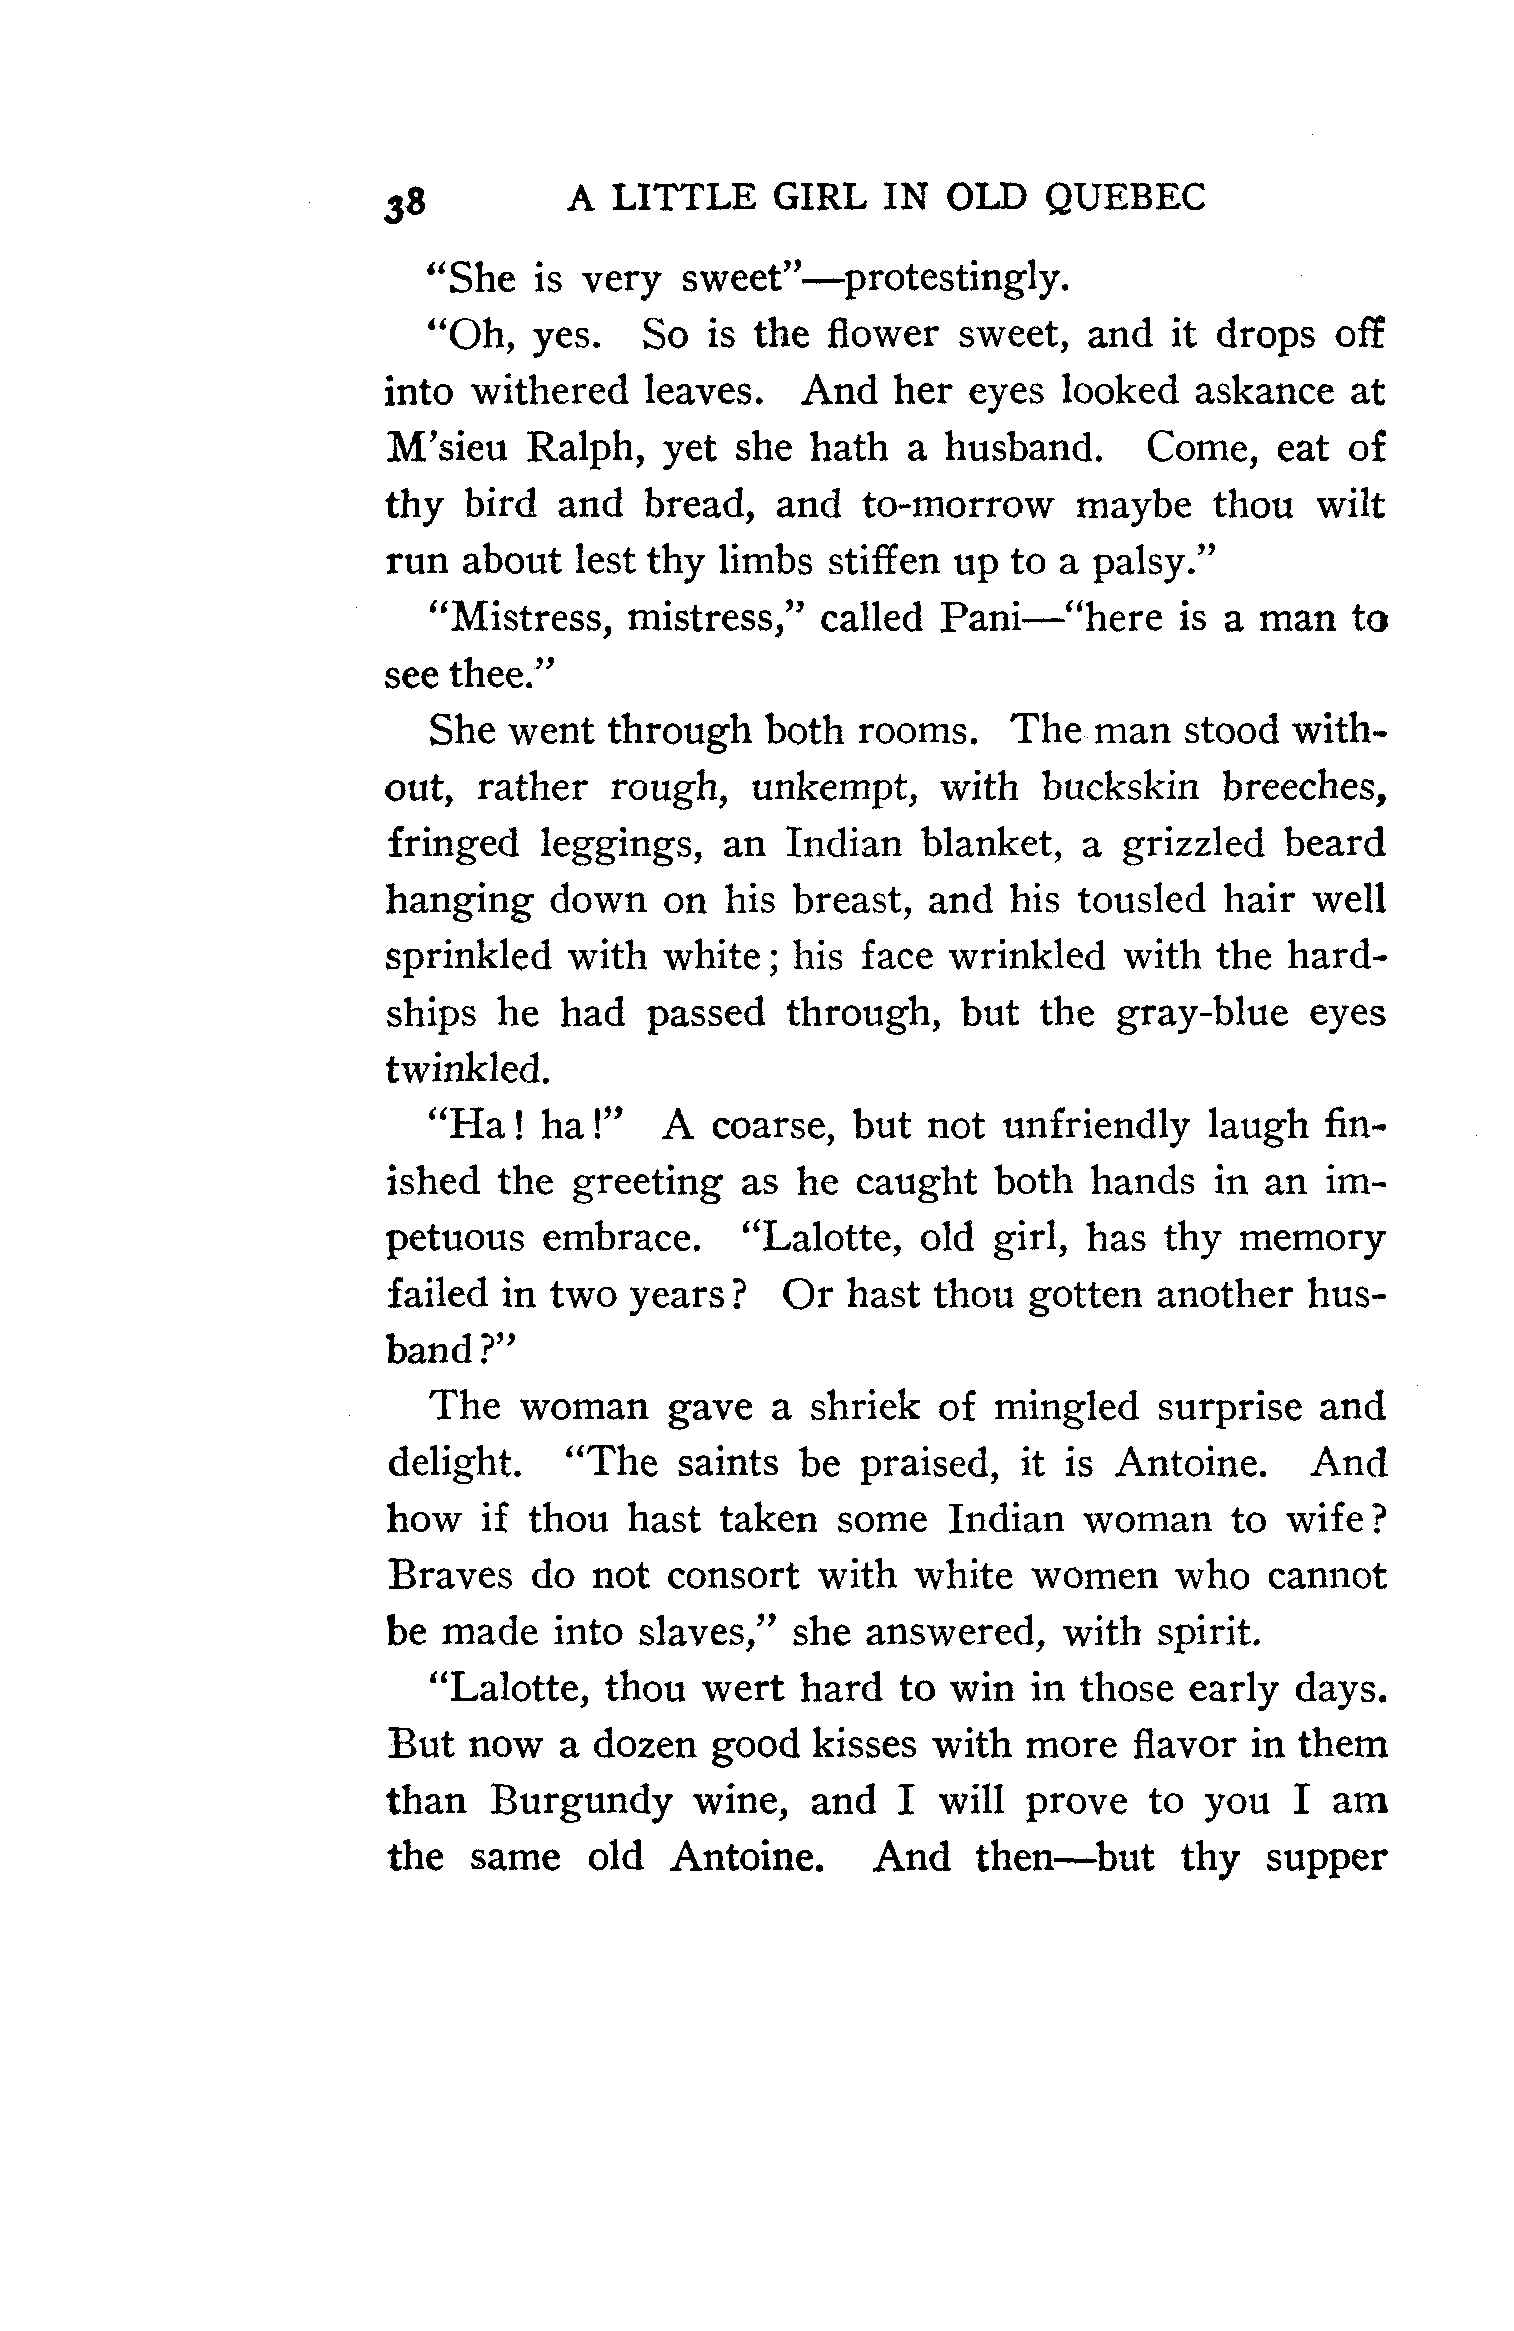 38 A LITTLE GIRL IN OLD QUEBEC
“She is very sweet”—protestingly.
“Oh, yes. So is the flower sweet, and it drops off
into withered leaves. And her eyes looked askance at
M'sieu Ralph, yet she hath a husband. Come, eat of
thy bird and bread, and to-morrow maybe thou wilt
run about lest thy limbs stiffen up to a palsy.”
“Mistress, mistress,” called Pani—“here is a man to
see thee.”
She went through both rooms. The man stood with-
out, rather rough, unkempt, with buckskin breeches,
fringed leggings, an Indian blanket, a grizzled beard
hanging down on his breast, and his tousled hair well
sprinkled with white; his face wrinkled with the hard-
ships he had passed through, but the gray-blue eyes
twinkled.
“Ha! ha!” A coarse, but not unfriendly laugh fin-
ished the greeting as he caught both hands in an im-
petuous embrace. “Lalotte, old girl, has thy memory
failed in two years? Or hast thou gotten another hus-
band?”
The woman gave a shriek of mingled surprise and
delight. “The saints be praised, it is Antoine. And
how if thou hast taken some Indian woman to wife?
Braves do not consort with white women who cannot
be made into slaves,” she answered, with spirit.
“Lalotte, thou wert hard to win in those early days.
But now a dozen good kisses with more flavor in them
than Burgundy wine, and I will prove to you I am
the same old Antoine. And then—but thy supper